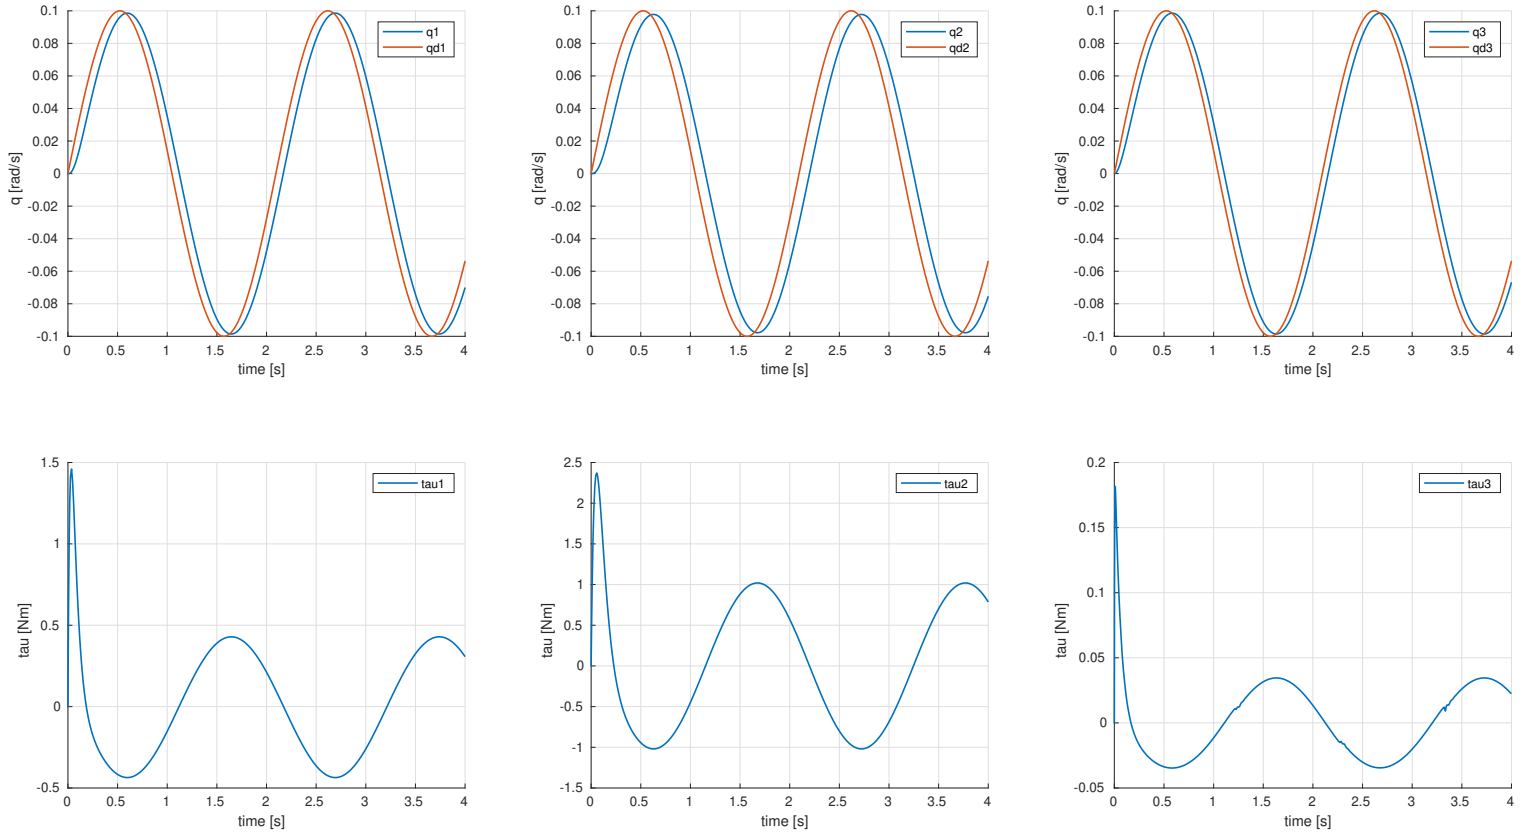 0.1
0.08
0.06
0.04
0.02
0
-0.02
-0.04
-0.06
-0.08
-0.1
q [rad/s]
q1
qd1
0 0.5 1 1.5 2 2.5 3 3.5 4
time [s]
0.1
0.08
0.06
0.04
0.02
0
-0.02
-0.04
-0.06
-0.08
-0.1
q [rad/s]
q2
qd2
0 0.5 1 1.5 2 2.5 3 3.5 4
time [s]
0.1
0.08
0.06
0.04
0.02
0
-0.02
-0.04
-0.06
-0.08
-0.1
q [rad/s]
q3
qd3
0 0.5 1 1.5 2 2.5 3 3.5 4
time [s]
1.5
1
0.5
0
-0.5
tau [Nm]
tau1
0 0.5 1 1.5 2 2.5 3 3.5 4
time [s]
2.5
2
1.5
1
0.5
0
-0.5
-1
-1.5
tau [Nm]
tau2
0 0.5 1 1.5 2 2.5 3 3.5 4
time [s]
0.2
0.15
0.1
0.05
0
-0.05
tau [Nm]
tau3
0 0.5 1 1.5 2 2.5 3 3.5 4
time [s]